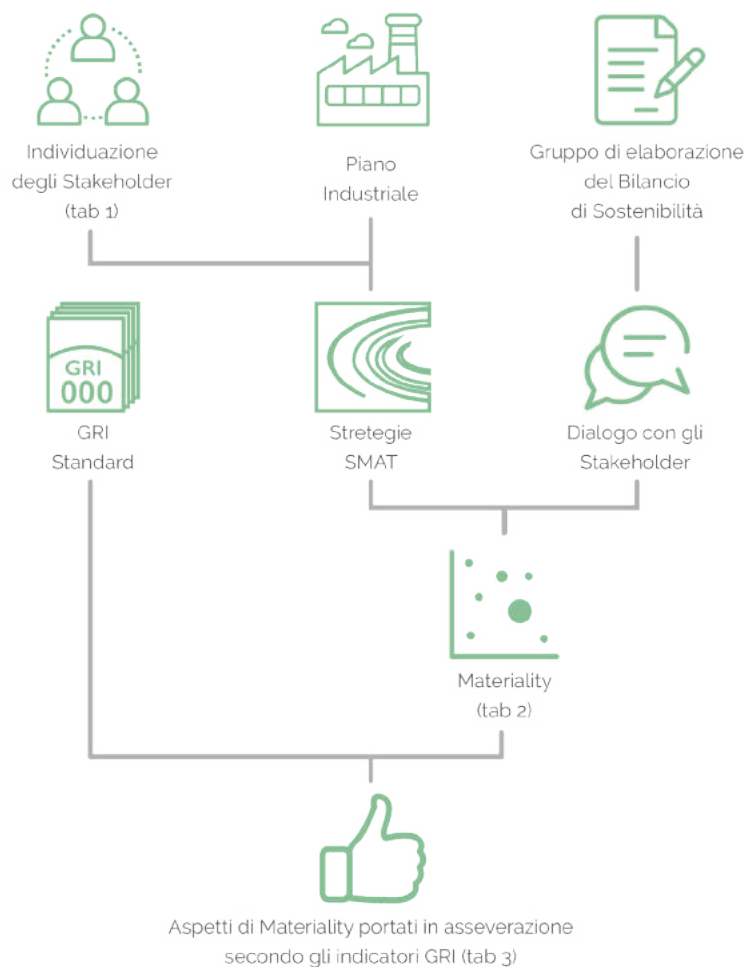 Individuazione
degli Stakeholder
(tab 1)
Piano
Industriale
Gruppo di elaborazione
del Bilancio
di Sostenibilità
GRI
000
GRI
Standard
Stretegie
SMAT
Dialogo con gli
Stakeholder
Materiality
(tab 2)
Aspetti di Materiality portati in asseverazione
secondo gli indicatori GRI (tab 3)